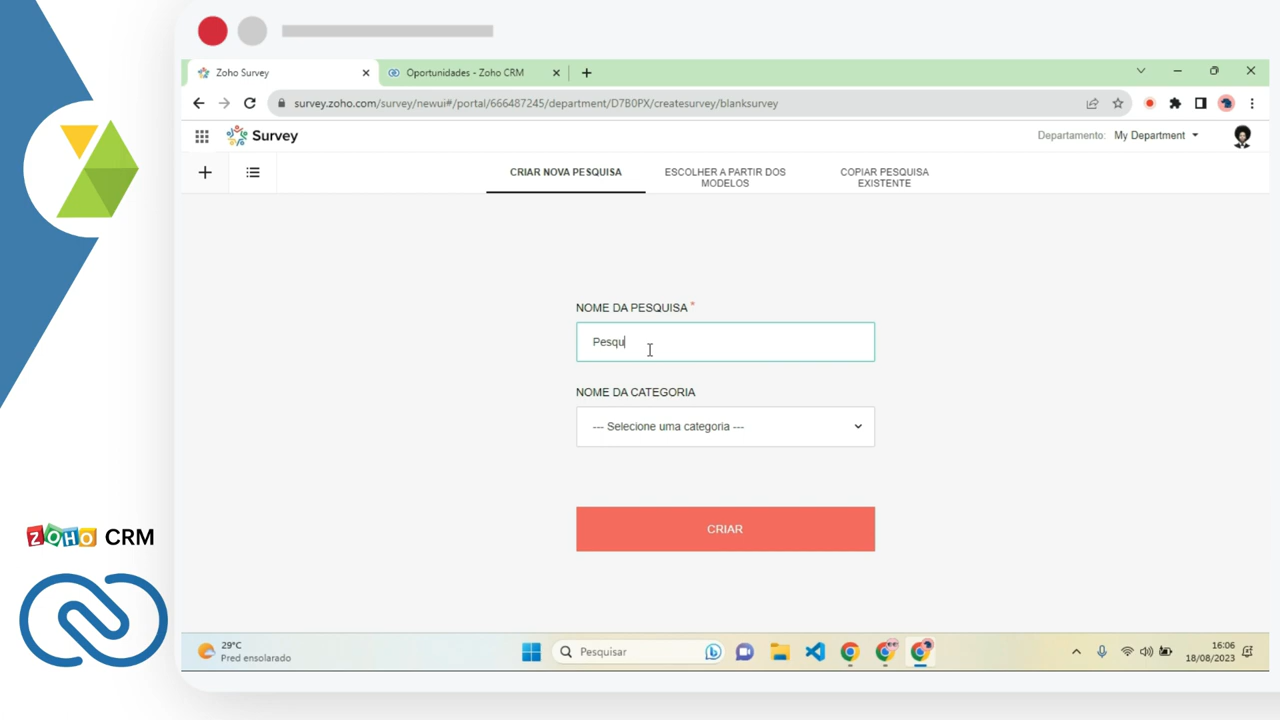 Zoho Survey
Oportunidades - Zoho CRM
survey.zoho.com/survey/newui#/portal/666487245/department/D7B0PX/createsurvey/blanksurvey
Survey
Departamento: My Department
CRIAR NOVA PESQUISA
ESCOLHER A PARTIR DOS
MODELOS
COPIAR PESQUISA
EXISTENTE
NOME DA PESQUISA *
Pesqu
NOME DA CATEGORIA
--- Selecione uma categoria ---
CRIAR
ZOHO CRM
29°C
Pred ensolarado
Pesquisar
16:06
18/08/2023